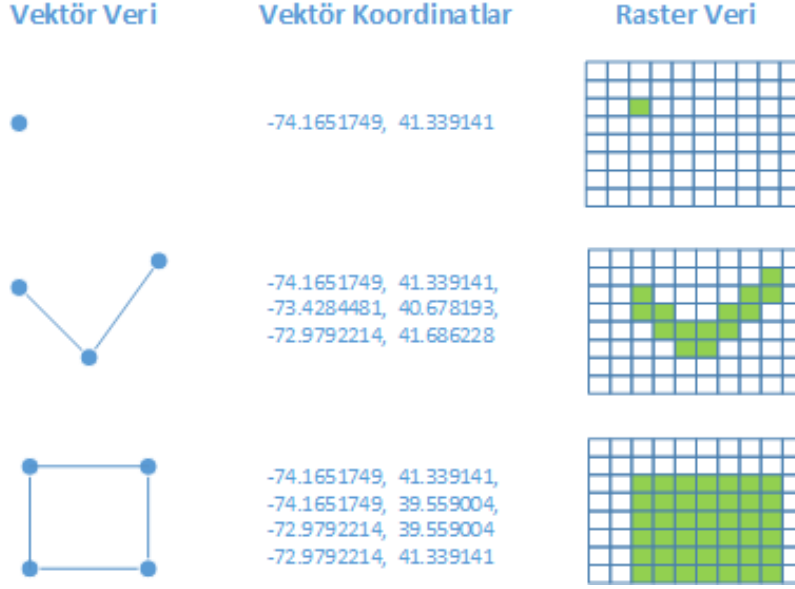 Vektör Veri
Vektör Koordinatlar
Raster Veri
-74.1651749, 41.339141
-74.1651749, 41.339141,
-73.4284481, 40.678193,
-72.9792214, 41.686228
-74.1651749, 41.339141,
-74.1651749, 39.559004,
-72.9792214, 39.559004
-72.9792214, 41.339141